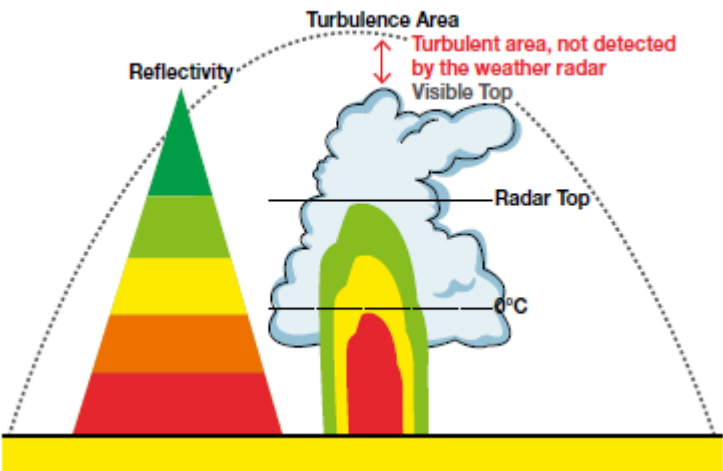 Turbulence Area
Turbulent area, not detected
by the weather radar
Reflectivity
Visible Top
Radar Top
0°C